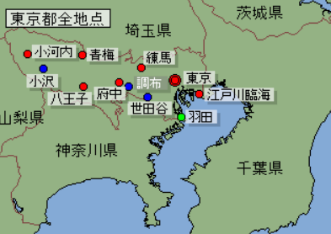 東京都全地点
茨城県
埼玉県
小河内
青梅
練馬
小沢
調布
東京
八王子
府中
江戸川臨海
世田谷
羽田
山梨県
神奈川県
千葉県